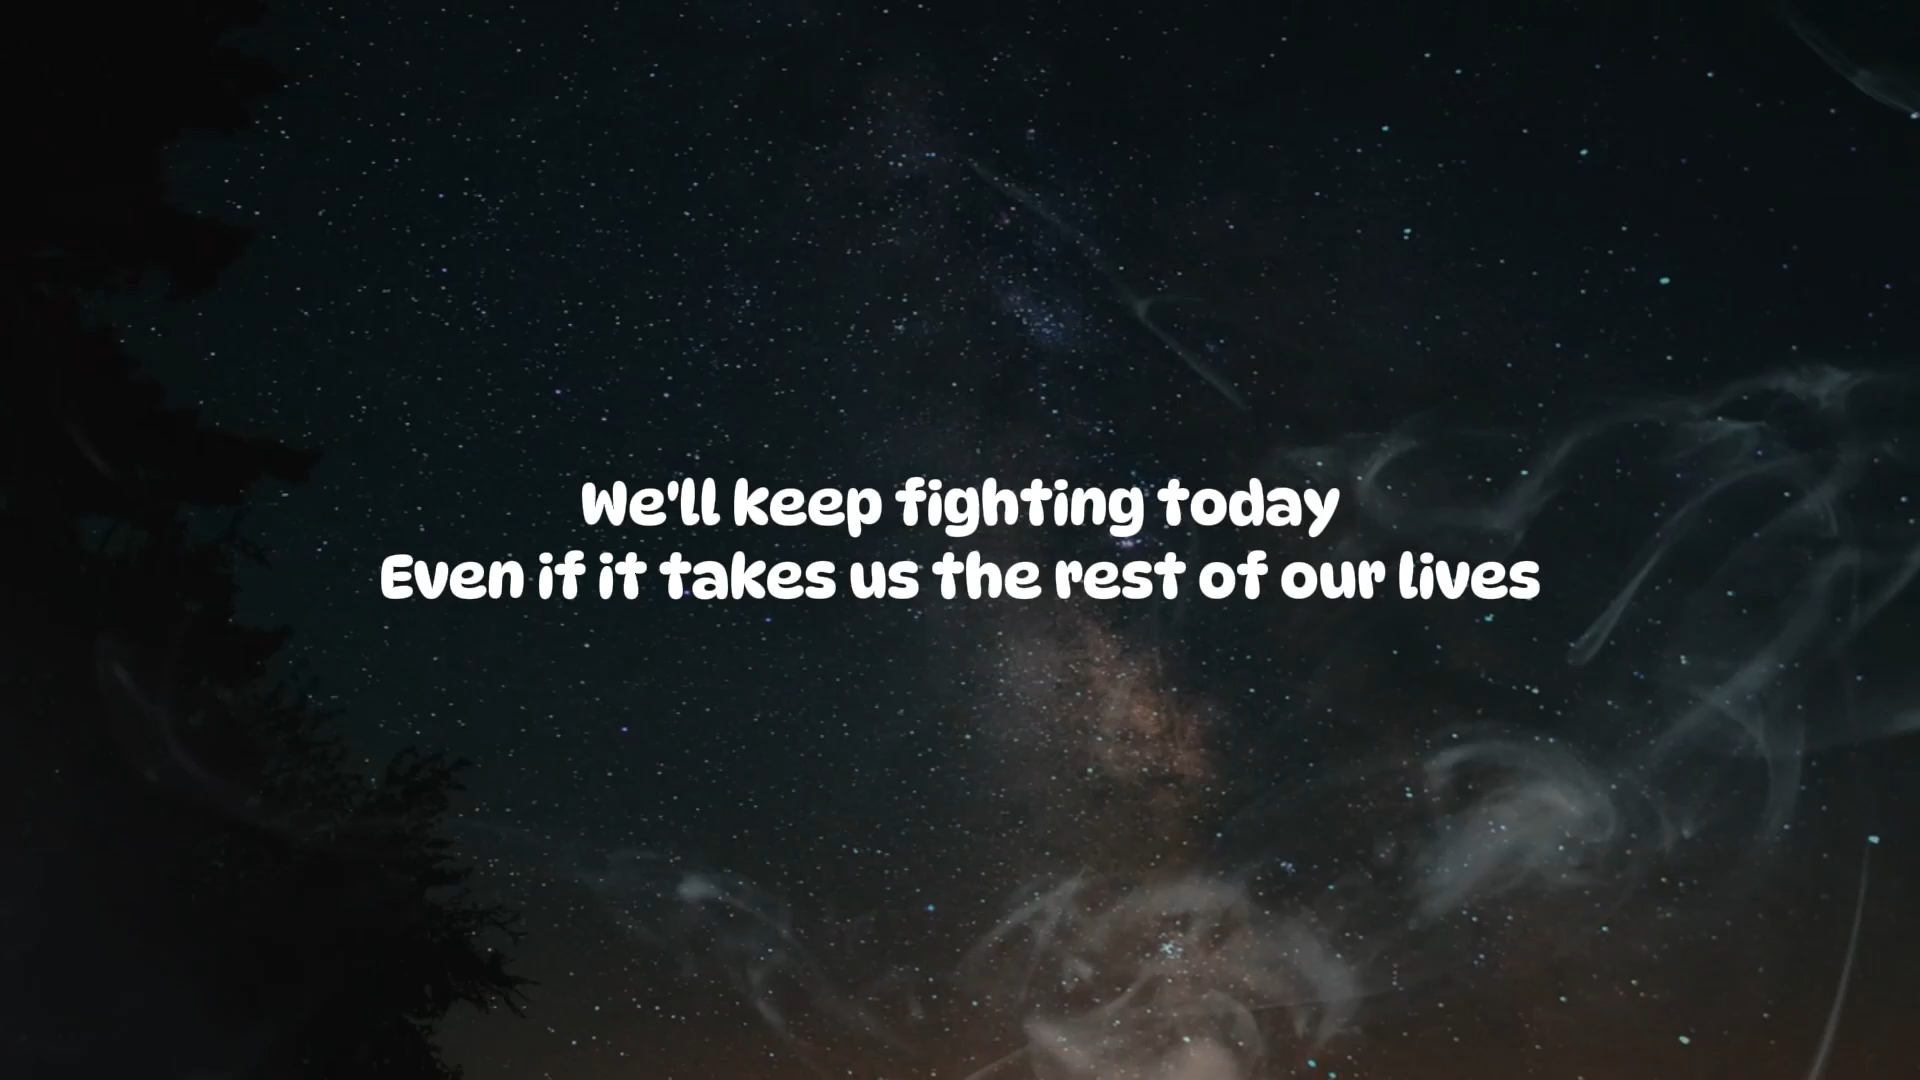 We'll keep fighting today
Even if it takes us the rest of our lives